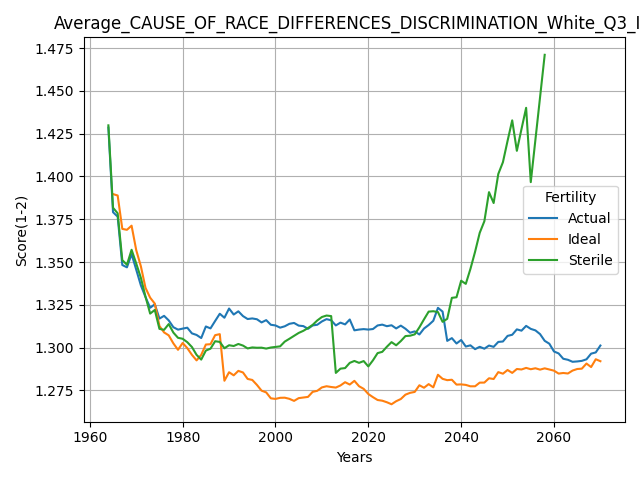 Average_CAUSE_OF_RACE_DIFFERENCES_DISCRIMINATION_White_Q3_I
1.475
1.450
1.425
1.400
1.375
1.350
1.325
1.300
1.275
Score(1-2)
Fertility
Actual
Ideal
Sterile
1960 1980 2000 2020 2040 2060
Years